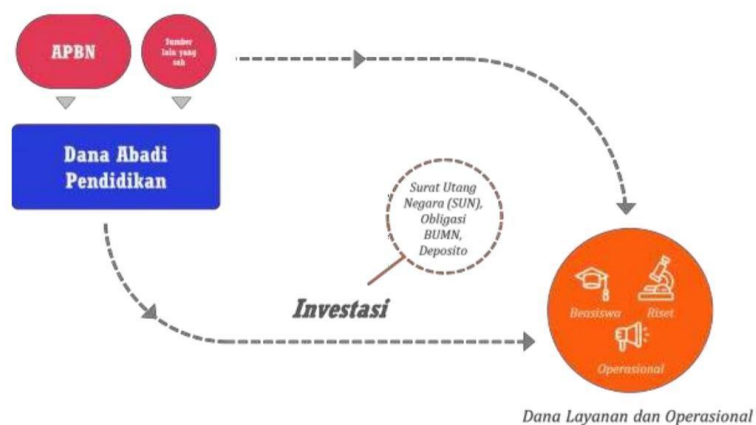 APBN
Sumber
lain yang
sah
Dana Abadi
Pendidikan
Surat Utang
Negara (SUN),
Obligasi
BUMN,
Deposito
Investasi
Beasiswa
Riset
Operasional
Dana Layanan dan Operasional